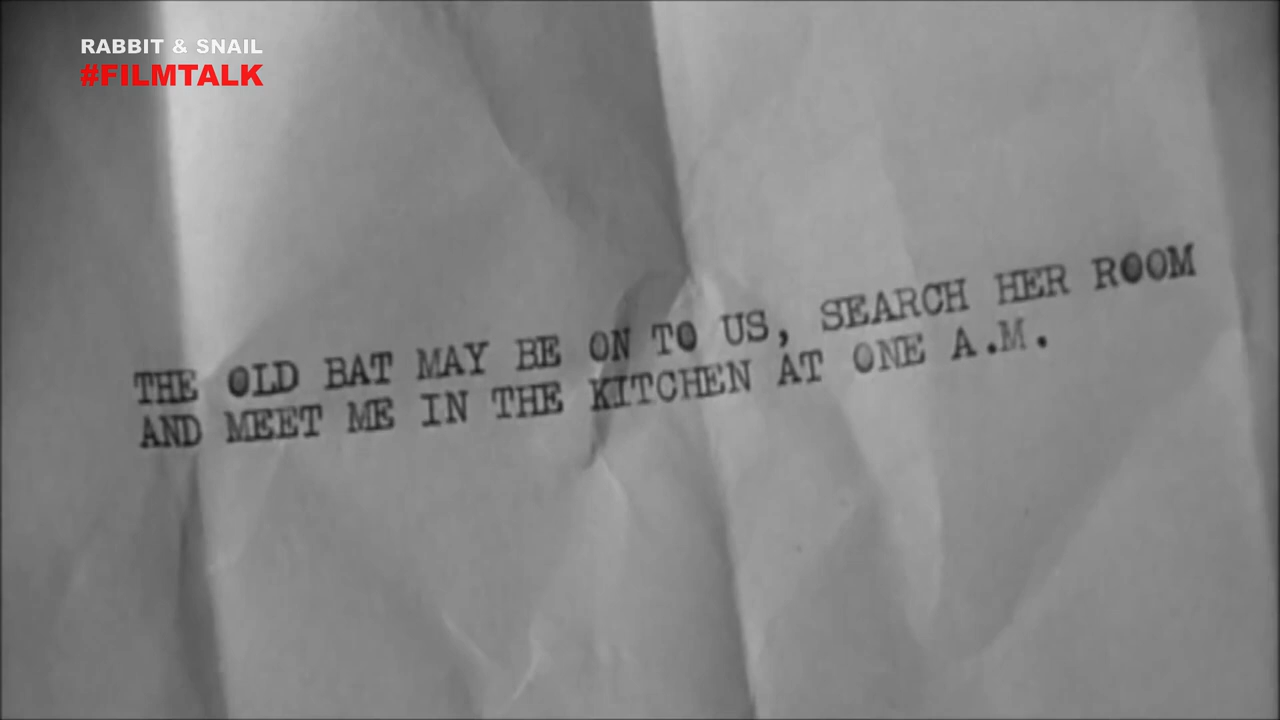 RABBIT & SNAIL
#FILMTALK
THE OLD BAT MAY BE ON TO US, SEARCH HER ROOM
AND MEET ME IN THE KITCHEN AT ONE A.M.